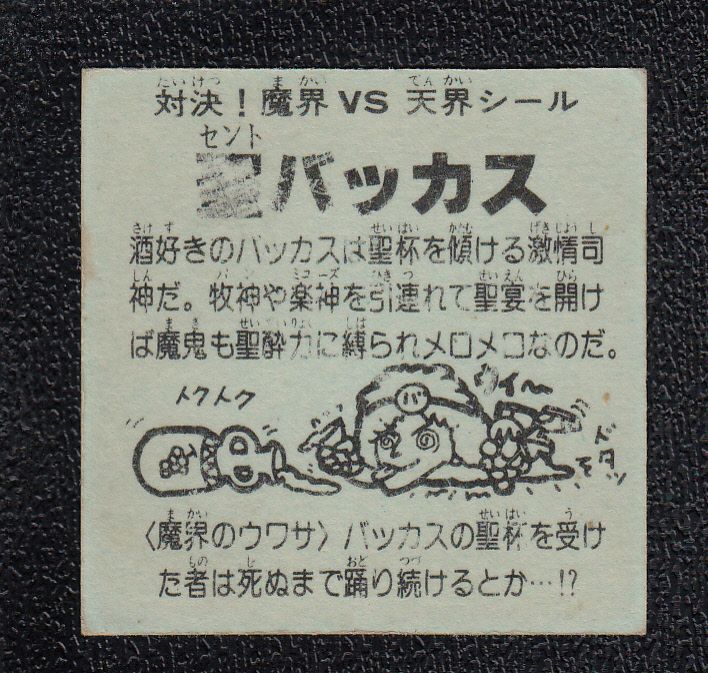 対決！魔界VS天界シール
聖バッカス
酒好きのバッカスは聖杯を傾ける激情司
神だ。牧神や楽神を引連れて聖宴を開け
ば魔鬼も聖酔力に縛られメロメロなのだ。
トクトク
ウイ〜
ドタッ
〈魔界のウワサ〉バッカスの聖杯を受け
た者は死ぬまで踊り続けるとか…!?